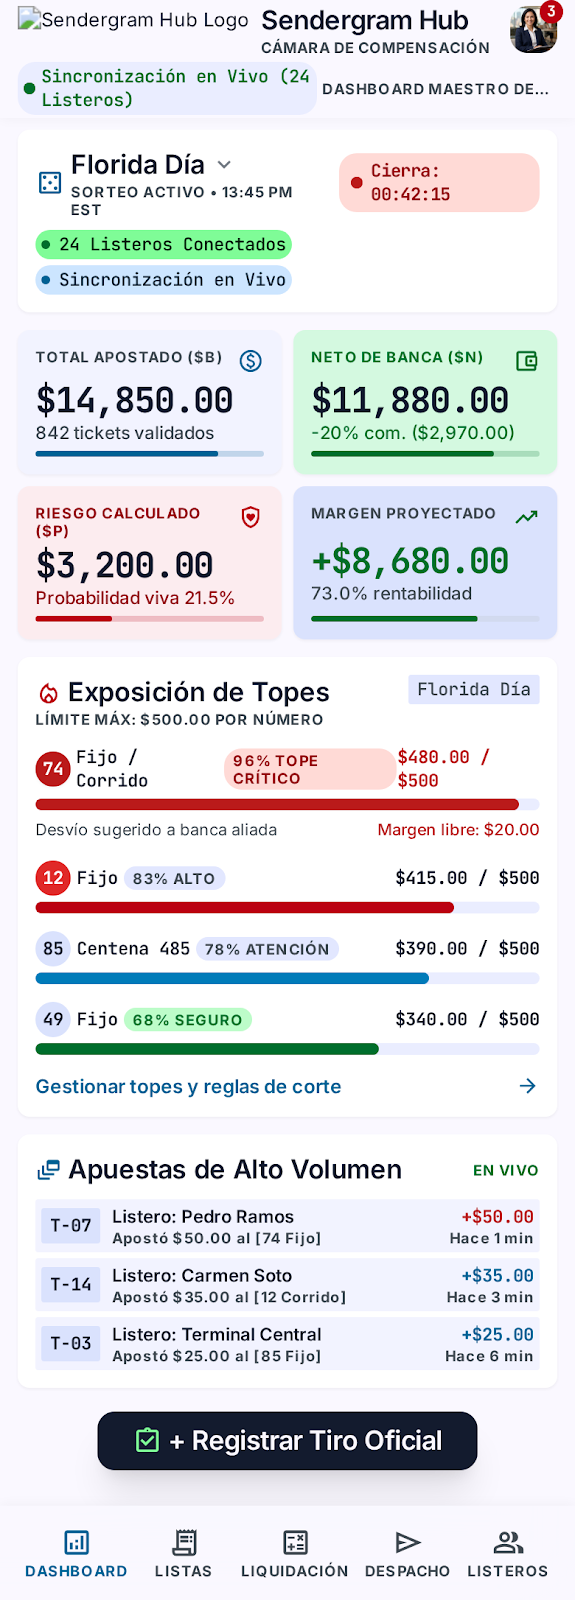 Sendergram Hub Logo
Sendergram Hub
3
CÁMARA DE COMPENSACIÓN
Sincronización en Vivo (24
Listeros)
DASHBOARD MAESTRO DE...
Florida Día
SORTEO ACTIVO • 13:45 PM
EST
Cierra:
00:42:15
24 Listeros Conectados
Sincronización en Vivo
TOTAL APOSTADO ($B)
$14,850.00
842 tickets validados
NETO DE BANCA ($N)
$11,880.00
-20% com. ($2,970.00)
RIESGO CALCULADO
($P)
$3,200.00
Probabilidad viva 21.5%
MARGEN PROYECTADO
+$8,680.00
73.0% rentabilidad
Exposición de Topes
Florida Día
LÍMITE MÁX: $500.00 POR NÚMERO
74
Fijo /
Corrido
96% TOPE
CRÍTICO
$480.00 /
$500
Desvío sugerido a banca aliada
Margen libre: $20.00
12 Fijo 83% ALTO $415.00 / $500
85 Centena 485 78% ATENCIÓN $390.00 / $500
49 Fijo 68% SEGURO $340.00 / $500
Gestionar topes y reglas de corte
Apuestas de Alto Volumen
EN VIVO
T-07
Listero: Pedro Ramos
Apostó $50.00 al [74 Fijo]
+$50.00
Hace 1 min
T-14
Listero: Carmen Soto
Apostó $35.00 al [12 Corrido]
+$35.00
Hace 3 min
T-03
Listero: Terminal Central
Apostó $25.00 al [85 Fijo]
+$25.00
Hace 6 min
+ Registrar Tiro Oficial
DASHBOARD LISTAS LIQUIDACIÓN DESPACHO LISTEROS